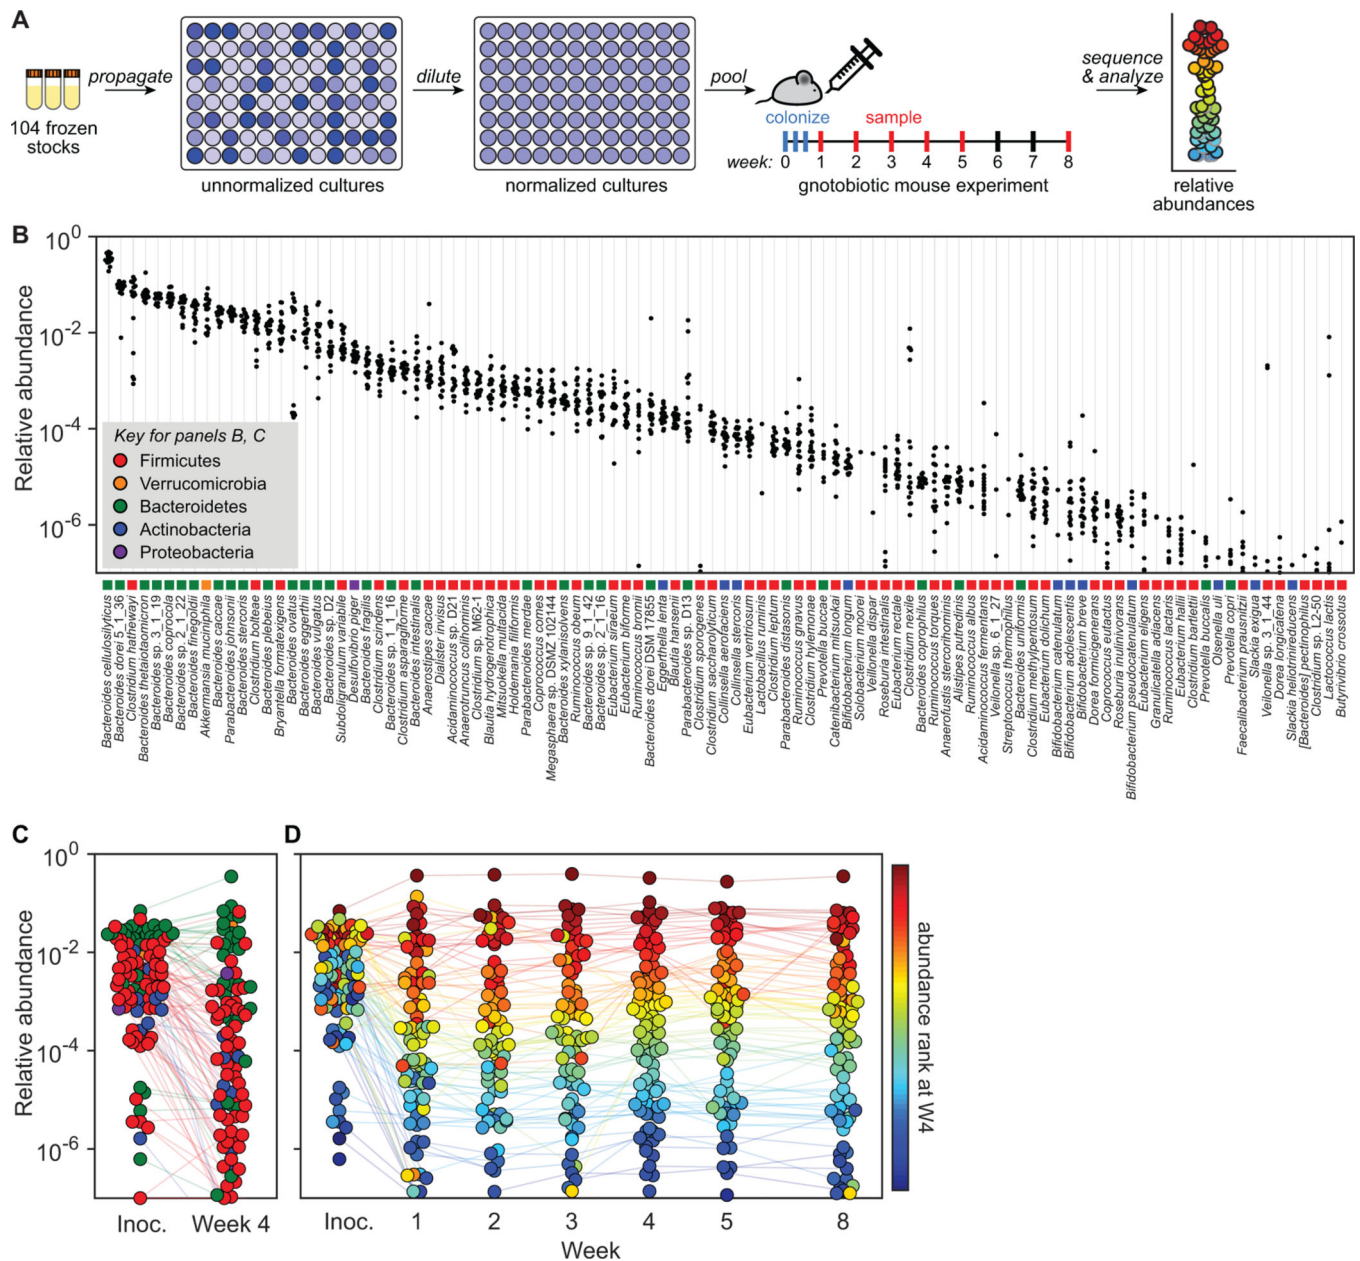 A
104 frozen
stocks
propagate
unnormalized cultures
dilute
normalized cultures
pool
colonize
sample
week:
0
1
2
3
4
5
6
7
8
gnotobiotic mouse experiment
sequence
& analyze
relative
abundances
B
Relative abundance
10^0
10^-2
10^-4
10^-6
Key for panels B, C
Firmicutes
Verrucomicrobia
Bacteroidetes
Actinobacteria
Proteobacteria
Bacteroides cellulosilyticus
Bacteroides dorei 5_1_36
Clostridium hathewayi
Bacteroides thetaiotaomicron
Bacteroides sp. 3_1_19
Bacteroides coprocola
Bacteroides sp. 2_1_22
Bacteroides finegoldii
Akkermansia muciniphila
Bacteroides caccae
Parabacteroides johnsonii
Bacteroides stercoris
Clostridium bolteae
Bacteroides plebeius
Bryantella formatexigens
Bacteroides ovatus
Bacteroides eggerthii
Bacteroides vulgatus
Bacteroides sp. D2
Subdoligranulum variabile
Desulfovibrio piger
Bacteroides fragilis
Clostridium scindens
Bacteroides sp. 1_1_16
Clostridium asparagiforme
Bacteroides intestinalis
Anaerostipes caccae
Dialister invisus
Acidaminococcus sp. D21
Anaerotruncus colihominis
Clostridium sp. M62-1
Blautia hydrogenotrophica
Mitsuokella multacida
Holdemania filiformis
Parabacteroides merdae
Coprococcus comes
Megasphaera sp. DSMZ 102144
Bacteroides xylanisolvens
Ruminococcus obeum
Bacteroides sp. 9_1_42
Bacteroides sp. 2_1_16
Eubacterium siraeum
Eubacterium biforme
Ruminococcus bromii
Bacteroides dorei DSM 17855
Eggerthella lenta
Blautia hansenii
Parabacteroides sp. D13
Clostridium sporogenes
Clostridium saccharolyticum
Collinsella aerofaciens
Collinsella stercoris
Eubacterium ventriosum
Lactobacillus ruminis
Clostridium leptum
Parabacteroides distasonis
Ruminococcus gnavus
Clostridium hylemonae
Prevotella buccae
Catenibacterium mitsuokai
Bifidobacterium longum
Solobacterium moorei
Veillonella dispar
Roseburia intestinalis
Eubacterium rectale
Clostridium nexile
Bacteroides coprophilus
Ruminococcus torques
Anaerofustis stercorihominis
Alistipes putredinis
Ruminococcus albus
Acidaminococcus fermentans
Veillonella sp. 6_1_27
Streptococcus thermophilus
Bacteroides uniformis
Clostridium methylpentosum
Eubacterium dolichum
Bifidobacterium catenulatum
Bifidobacterium adolescentis
Bifidobacterium breve
Dorea formicigenerans
Coprococcus eutactus
Roseburia inulinivorans
Bifidobacterium pseudocatenulatum
Eubacterium eligens
Granulicatella adiacens
Ruminococcus lactaris
Eubacterium hallii
Clostridium bartlettii
Prevotella buccalis
Olsenella uli
Prevotella copri
Faecalibacterium prausnitzii
Slackia exigua
Veillonella sp. 3_1_44
Dorea longicatena
Slackia heliotrinireducens
[Bacteroides] pectinophilus
Clostridium sp. L2-50
Lactococcus lactis
Butyrivibrio crossotus
C
Relative abundance
10^0
10^-2
10^-4
10^-6
Inoc.
Week 4
D
Inoc.
1
2
3
4
5
8
Week
abundance rank at W4